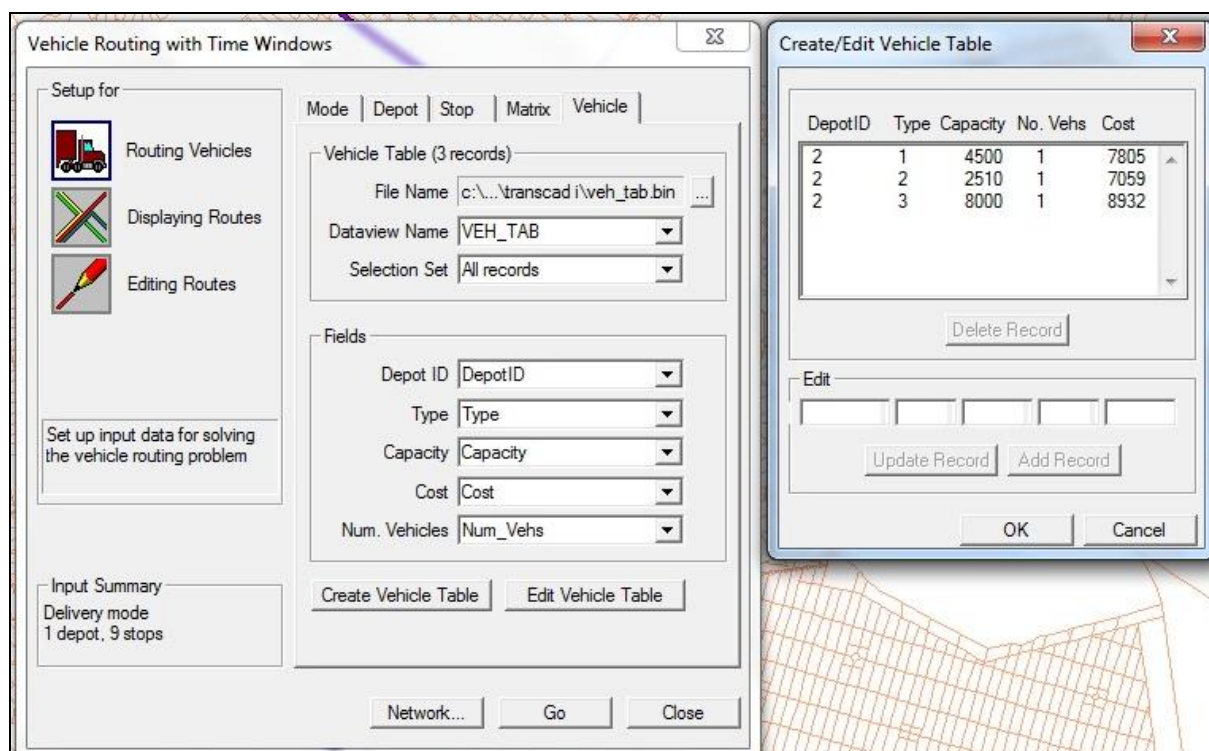 Vehicle Routing with Time Windows
Setup for
Routing Vehicles
Displaying Routes
Editing Routes
Set up input data for solving
the vehicle routing problem
Input Summary
Delivery mode
1 depot, 9 stops
Mode Depot Stop Matrix Vehicle
Vehicle Table (3 records)
File Name c:\...\transcad i\veh_tab.bin ...
Dataview Name VEH_TAB
Selection Set All records
Fields
Depot ID DepotID
Type Type
Capacity Capacity
Cost Cost
Num. Vehicles Num_Vehs
Create Vehicle Table Edit Vehicle Table
Network... Go Close
Create/Edit Vehicle Table
DepotID Type Capacity No. Vehs Cost
2 1 4500 1 7805
2 2 2510 1 7059
2 3 8000 1 8932
Delete Record
Edit
Update Record Add Record
OK Cancel